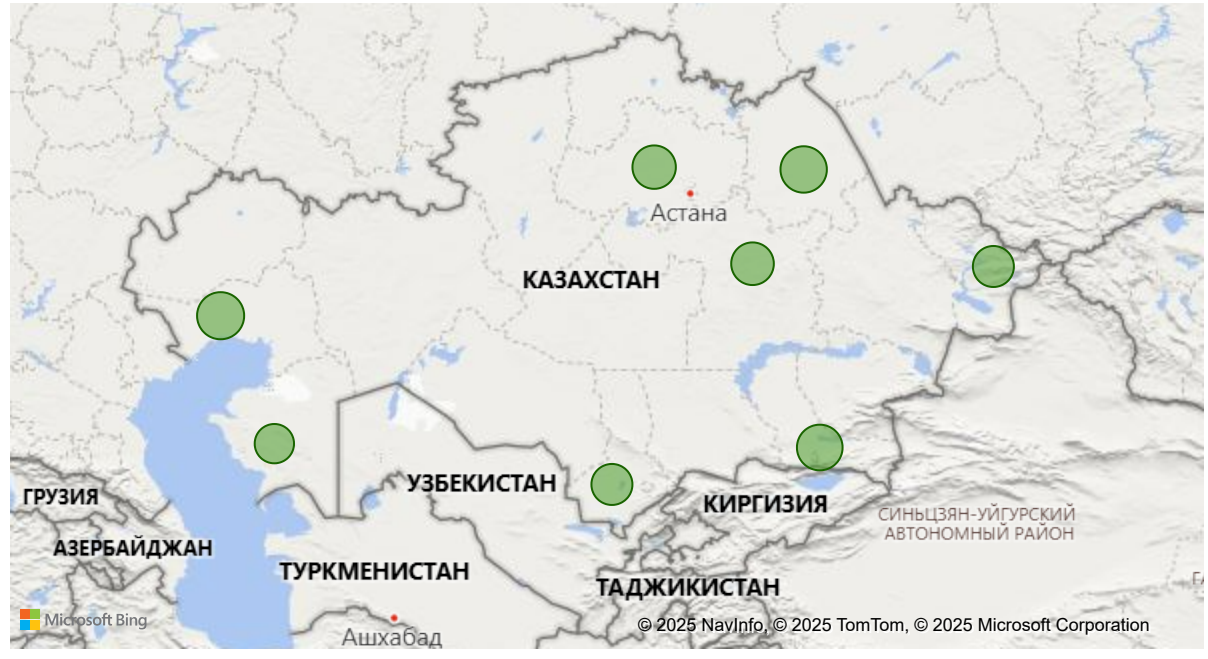 Астана
КАЗАХСТАН
УЗБЕКИСТАН
ГРУЗИЯ
КИРГИЗИЯ
СИНЬЦЗЯН-УЙГУРСКИЙ
АВТОНОМНЫЙ РАЙОН
АЗЕРБАЙДЖАН
ТУРКМЕНИСТАН
ТАДЖИКИСТАН
Microsoft Bing
Ашхабад
© 2025 NavInfo, © 2025 TomTom, © 2025 Microsoft Corporation